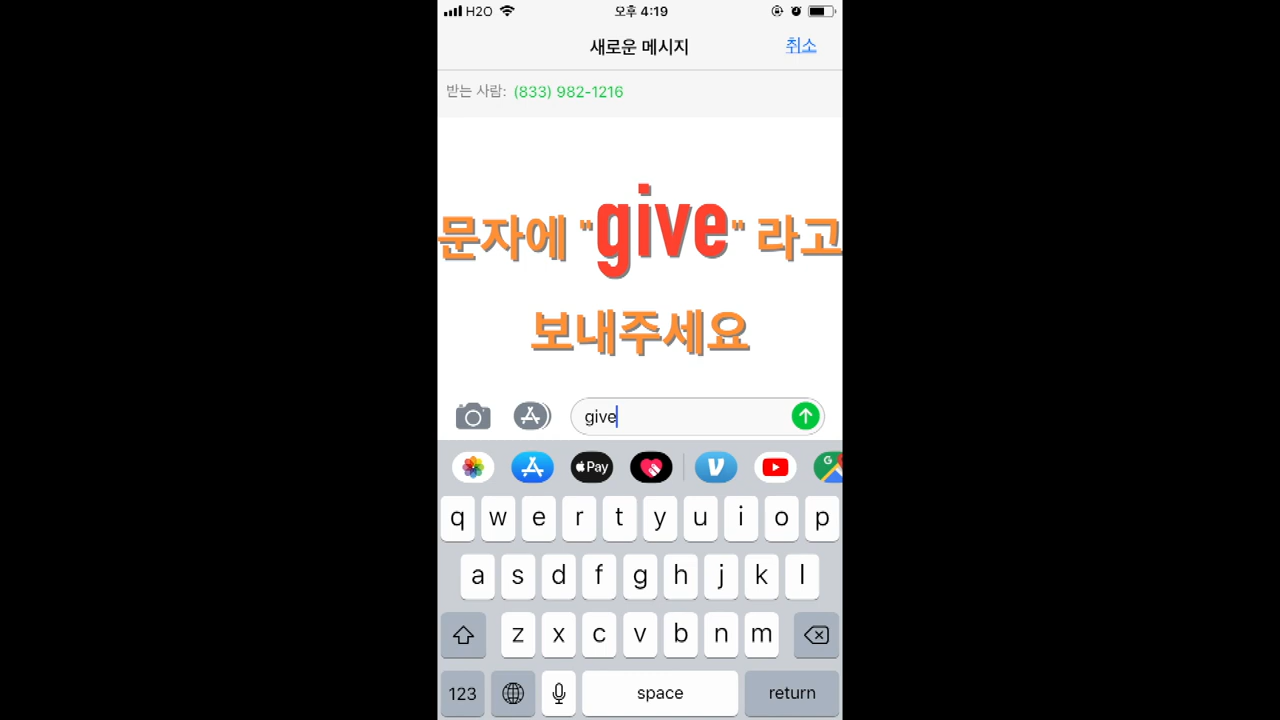 H2O 오후 4:19
새로운 메시지 취소
받는 사람: (833) 982-1216
문자에 "give" 라고
보내주세요
give
Pay
G
q w e r t y u i o p
a s d f g h j k l
z x c v b n m
123 space return